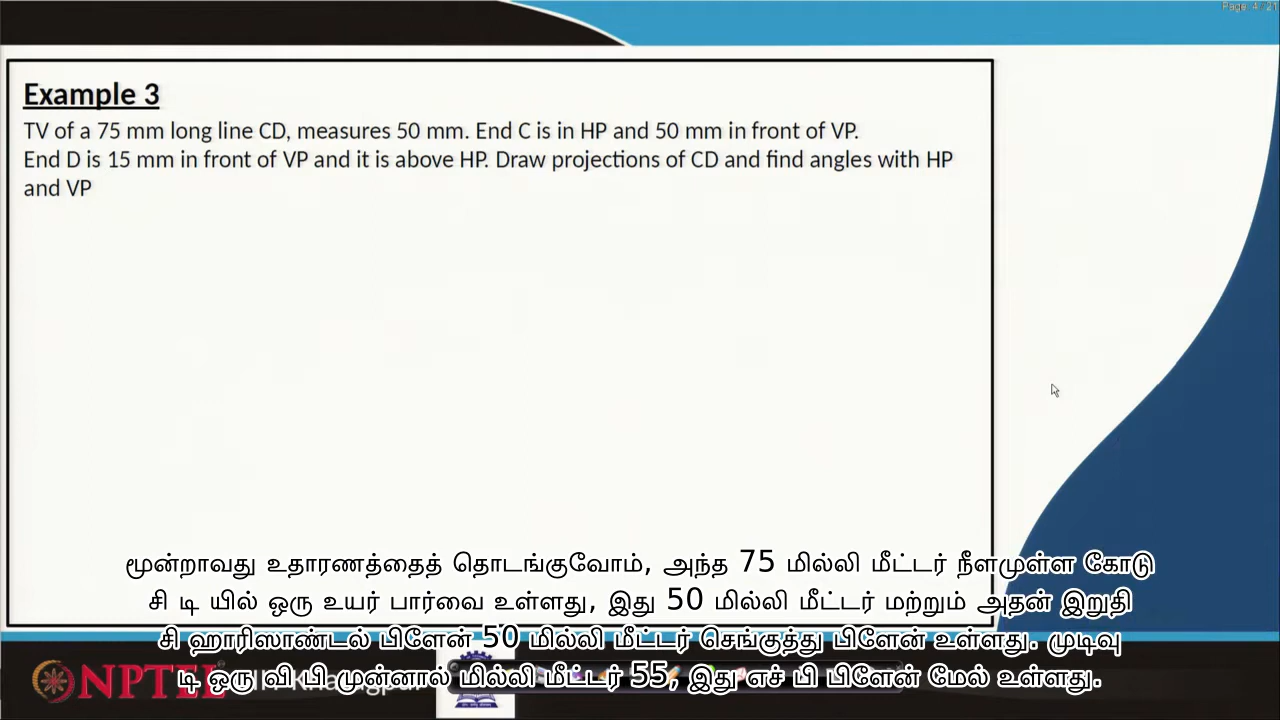 Page: 4 / 21
Example 3
TV of a 75 mm long line CD, measures 50 mm. End C is in HP and 50 mm in front of VP.
End D is 15 mm in front of VP and it is above HP. Draw projections of CD and find angles with HP
and VP
மூன்றாவது உதாரணத்தைத் தொடங்குவோம், அந்த 75 மில்லி மீட்டர் நீளமுள்ள கோடு
சி டி யில் ஒரு உயர் பார்வை உள்ளது, இது 50 மில்லி மீட்டர் மற்றும் அதன் இறுதி
சி ஹாரிஸாண்டல் பிளேன் 50 மில்லி மீட்டர் செங்குத்து பிளேன் உள்ளது. முடிவு
டி ஒரு வி பி முன்னால் மில்லி மீட்டர் 55, இது எச் பி பிளேன் மேல் உள்ளது.
NPTEL